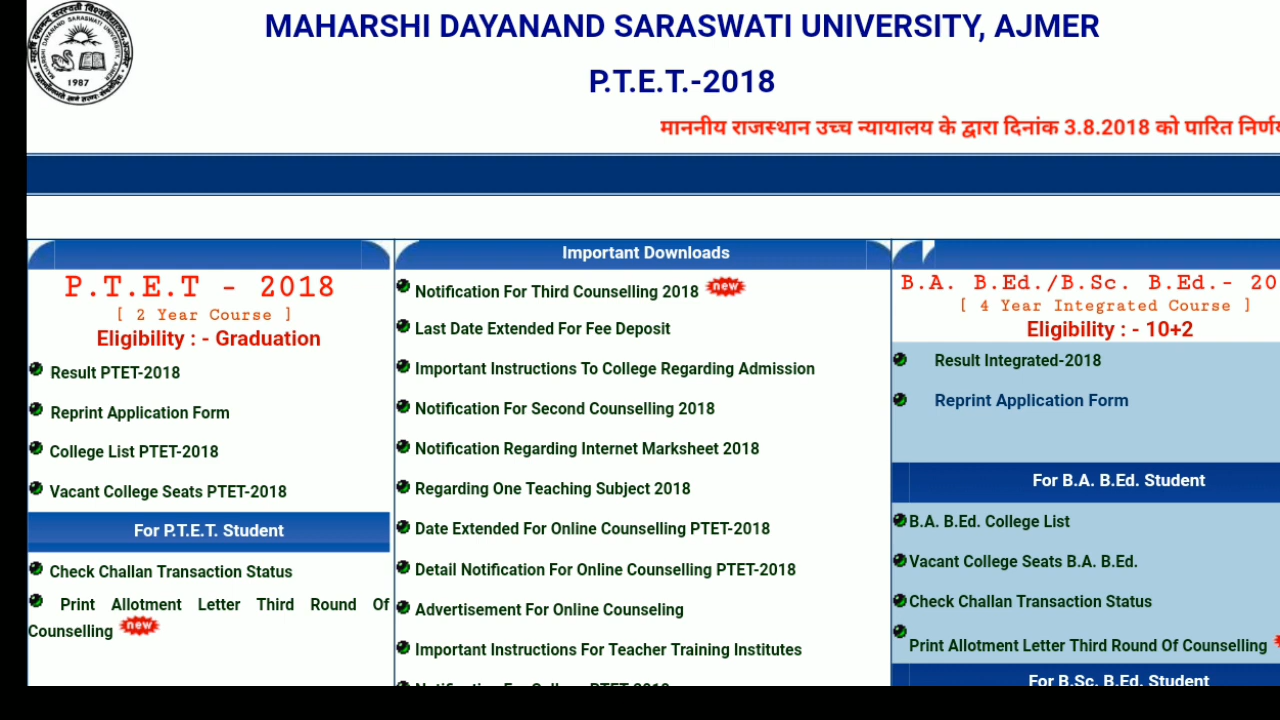 MAHARSHI DAYANAND SARASWATI UNIVERSITY, AJMER
P.T.E.T.-2018
माननीय राजस्थान उच्च न्यायालय के द्वारा दिनांक 3.8.2018 को पारित
1987
P.T.E.T - 2018
[ 2 Year Course ]
Eligibility : - Graduation
Result PTET-2018
Reprint Application Form
College List PTET-2018
Vacant College Seats PTET-2018
For P.T.E.T. Student
Check Challan Transaction Status
Print Allotment Letter Third Round Of
Counselling new
Important Downloads
Notification For Third Counselling 2018 new
Last Date Extended For Fee Deposit
Important Instructions To College Regarding Admission
Notification For Second Counselling 2018
Notification Regarding Internet Marksheet 2018
Regarding One Teaching Subject 2018
Date Extended For Online Counselling PTET-2018
Detail Notification For Online Counselling PTET-2018
Advertisement For Online Counseling
Important Instructions For Teacher Training Institutes
B.A. B.Ed./B.Sc. B.Ed.- 20
[ 4 Year Integrated Course ]
Eligibility : - 10+2
Result Integrated-2018
Reprint Application Form
For B.A. B.Ed. Student
B.A. B.Ed. College List
Vacant College Seats B.A. B.Ed.
Check Challan Transaction Status
Print Allotment Letter Third Round Of Counselling
For B.Sc. B.Ed. Student